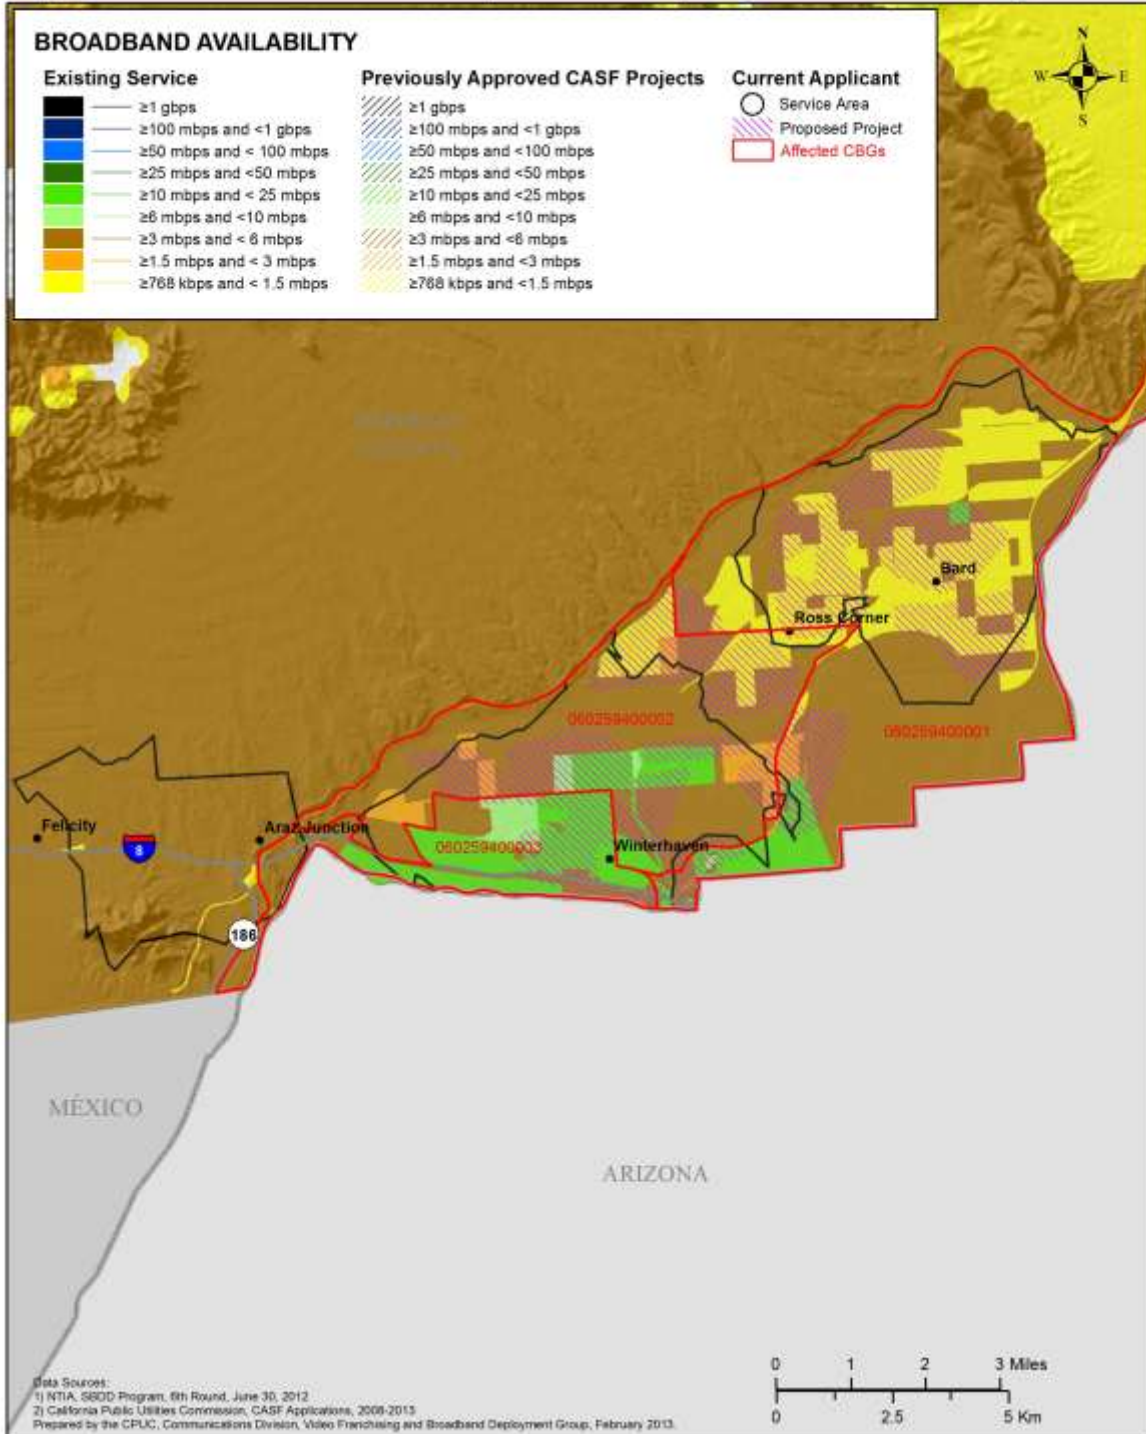 BROADBAND AVAILABILITY
Existing Service
≥1 gbps
≥100 mbps and <1 gbps
≥50 mbps and < 100 mbps
≥25 mbps and <50 mbps
≥10 mbps and < 25 mbps
≥6 mbps and <10 mbps
≥3 mbps and < 6 mbps
≥1.5 mbps and < 3 mbps
≥768 kbps and < 1.5 mbps
Previously Approved CASF Projects
≥1 gbps
≥100 mbps and <1 gbps
≥50 mbps and <100 mbps
≥25 mbps and <50 mbps
≥10 mbps and <25 mbps
≥6 mbps and <10 mbps
≥3 mbps and <6 mbps
≥1.5 mbps and <3 mbps
≥768 kbps and <1.5 mbps
Current Applicant
Service Area
Proposed Project
Affected CBGs
N
W
E
S
Bard
Ross Corner
060259400002
060259400001
Felicity
8
Araz Junction
060259400003
Winterhaven
186
MÉXICO
ARIZONA
0 1 2 3 Miles
0 2.5 5 Km
Data Sources:
1) NTIA, SBDD Program, 6th Round, June 30, 2012
2) California Public Utilities Commission, CASF Applications, 2008-2013
Prepared by the CPUC, Communications Division, Video Franchising and Broadband Deployment Group, February 2013.